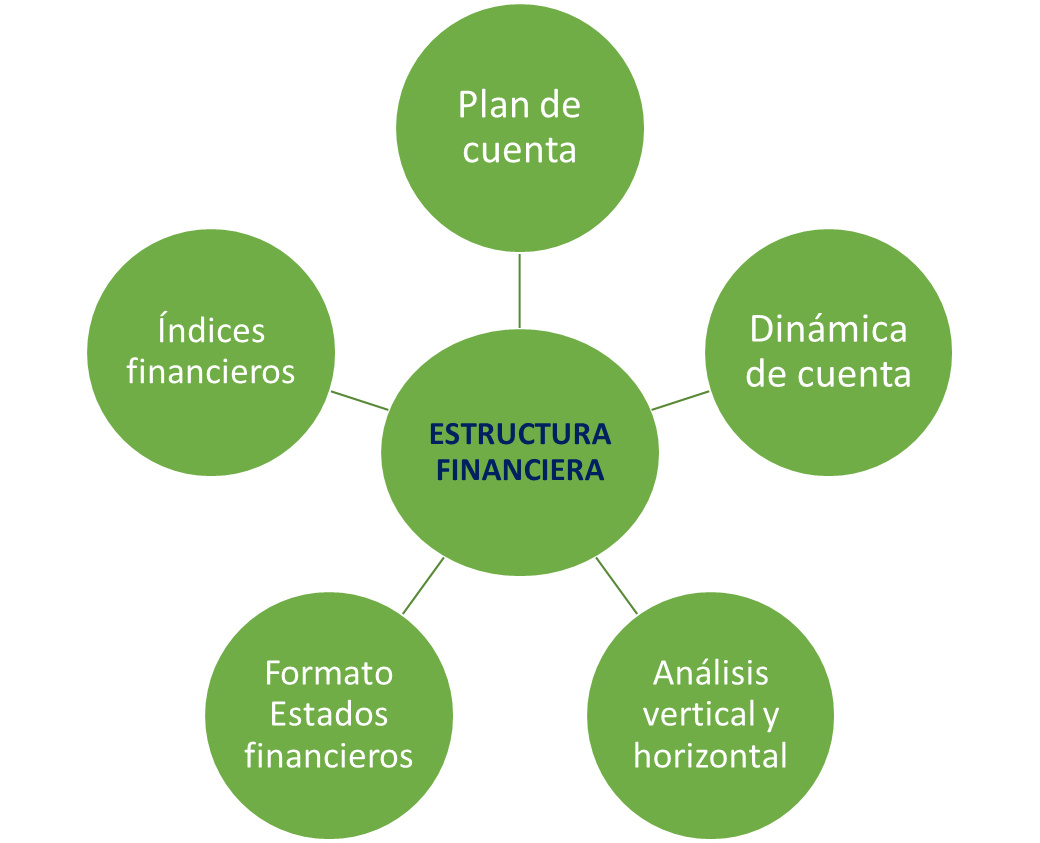 Plan de
cuenta
Índices
financieros
Dinámica
de cuenta
ESTRUCTURA
FINANCIERA
Formato
Estados
financieros
Análisis
vertical y
horizontal